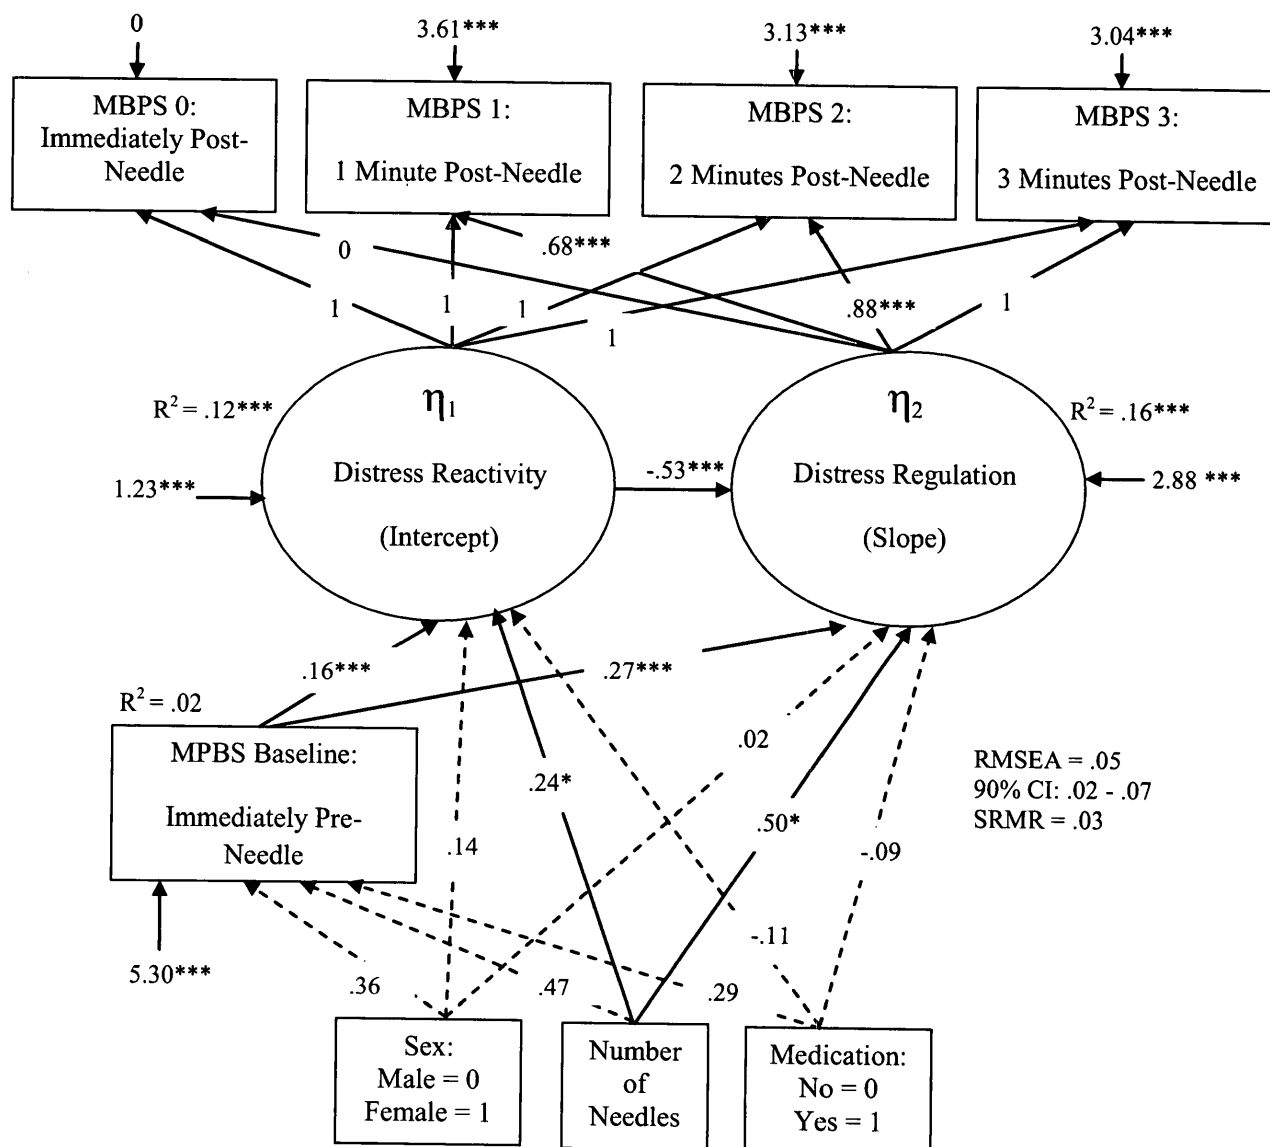 0
3.61***
3.13***
3.04***
MBPS 0:
Immediately Post-
Needle
MBPS 1:
1 Minute Post-Needle
MBPS 2:
2 Minutes Post-Needle
MBPS 3:
3 Minutes Post-Needle
0
.68***
1
1
1
1
.88***
1
R² = .12***
η1
Distress Reactivity
(Intercept)
1.23***
-.53***
η2
Distress Regulation
(Slope)
R² = .16***
2.88 ***
.16***
.27***
R² = .02
MPBS Baseline:
Immediately Pre-
Needle
.02
.24*
.50*
.14
-.09
-.11
RMSEA = .05
90% CI: .02 - .07
SRMR = .03
5.30***
.36
.47
.29
Sex:
Male = 0
Female = 1
Number
of
Needles
Medication:
No = 0
Yes = 1